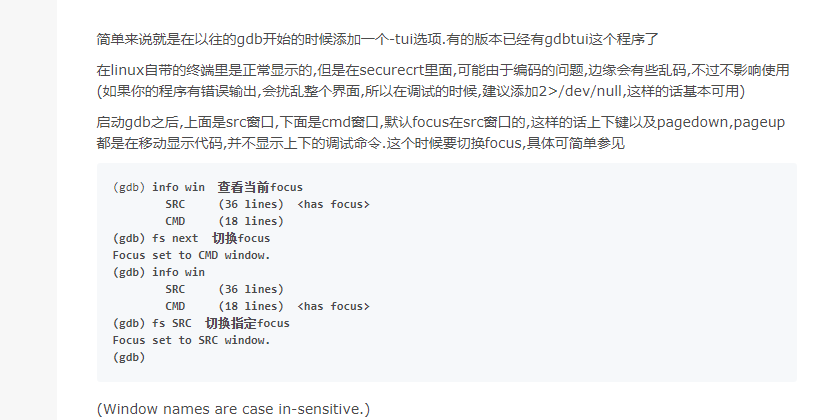 简单来说就是在以往的gdb开始的时候添加一个-tui选项.有的版本已经有gdbtui这个程序了
在linux自带的终端里是正常显示的,但是在securecrt里面,可能由于编码的问题,边缘会有些乱码,不过不影响使用
(如果你的程序有错误输出,会扰乱整个界面,所以在调试的时候,建议添加2>/dev/null,这样的话基本可用)
启动gdb之后,上面是src窗口,下面是cmd窗口,默认focus在src窗口的,这样的话上下键以及pagedown,pageup
都是在移动显示代码,并不显示上下的调试命令.这个时候要切换focus,具体可简单参见
(gdb) info win  查看当前focus
        SRC     (36 lines)  <has focus>
        CMD     (18 lines)
(gdb) fs next  切换focus
Focus set to CMD window.
(gdb) info win
        SRC     (36 lines)
        CMD     (18 lines)  <has focus>
(gdb) fs SRC  切换指定focus
Focus set to SRC window.
(gdb)
(Window names are case in-sensitive.)